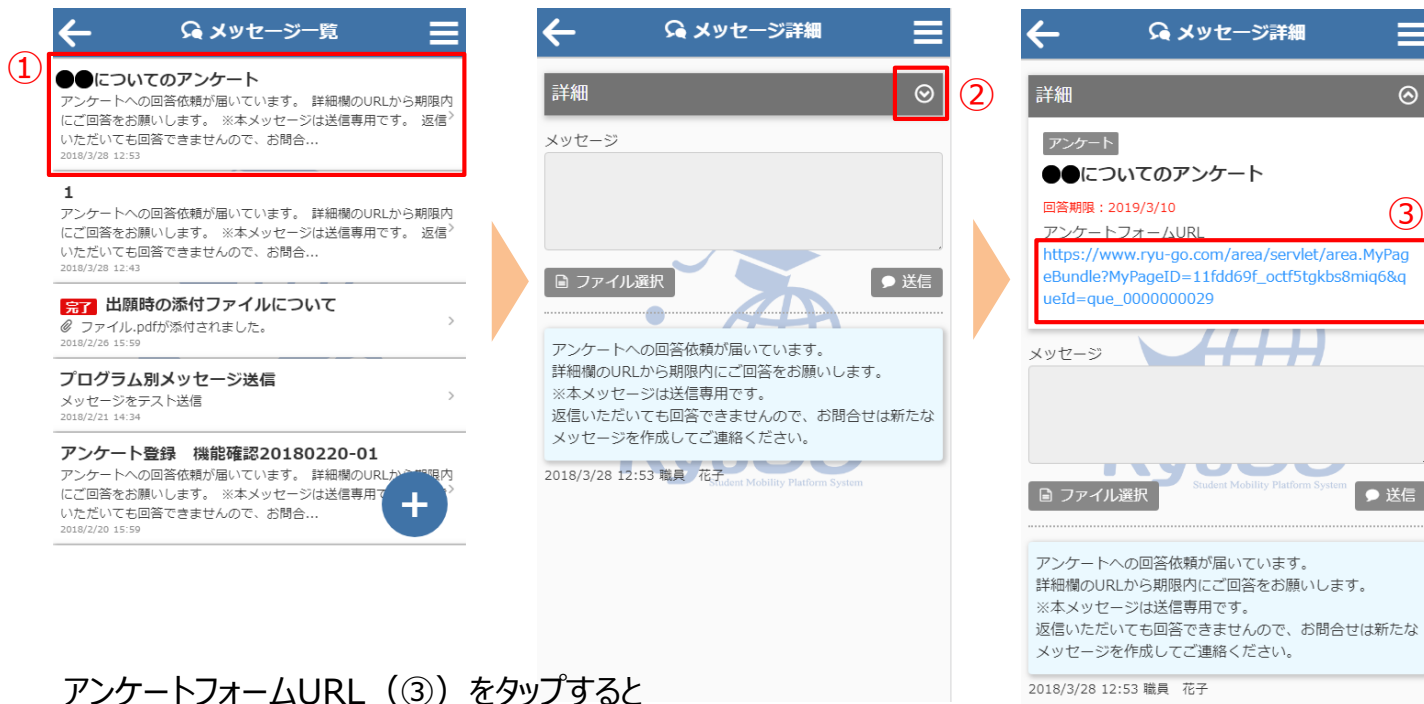 メッセージ一覧
①
●●についてのアンケート
アンケートへの回答依頼が届いています。 詳細欄のURLから期限内
にご回答をお願いします。 ※本メッセージは送信専用です。 返信
いただいても回答できませんので、お問合...
2018/3/28 12:53
1
アンケートへの回答依頼が届いています。 詳細欄のURLから期限内
にご回答をお願いします。 ※本メッセージは送信専用です。 返信
いただいても回答できませんので、お問合...
2018/3/28 12:43
完了 出願時の添付ファイルについて
ファイル.pdfが添付されました。
2018/2/26 15:59
プログラム別メッセージ送信
メッセージをテスト送信
2018/2/21 14:34
アンケート登録 機能確認20180220-01
アンケートへの回答依頼が届いています。 詳細欄のURLから期限内
にご回答をお願いします。 ※本メッセージは送信専用
いただいても回答できませんので、お問合...
2018/2/20 15:59
メッセージ詳細
詳細
②
メッセージ
ファイル選択
送信
アンケートへの回答依頼が届いています。
詳細欄のURLから期限内にご回答をお願いします。
※本メッセージは送信専用です。
返信いただいても回答できませんので、お問合せは新たな
メッセージを作成してご連絡ください。
2018/3/28 12:53 職員 花子
Student Mobility Platform System
メッセージ詳細
詳細
アンケート
●●についてのアンケート
回答期限:2019/3/10
③
アンケートフォームURL
https://www.ryu-go.com/area/servlet/area.MyPag
eBundle?MyPageID=11fdd69f_octf5tgkbs8miq6&q
ueId=que_0000000029
メッセージ
ファイル選択
Student Mobility Platform System
送信
アンケートへの回答依頼が届いています。
詳細欄のURLから期限内にご回答をお願いします。
※本メッセージは送信専用です。
返信いただいても回答できませんので、お問合せは新たな
メッセージを作成してご連絡ください。
2018/3/28 12:53 職員 花子
アンケートフォームURL(③)をタップすると